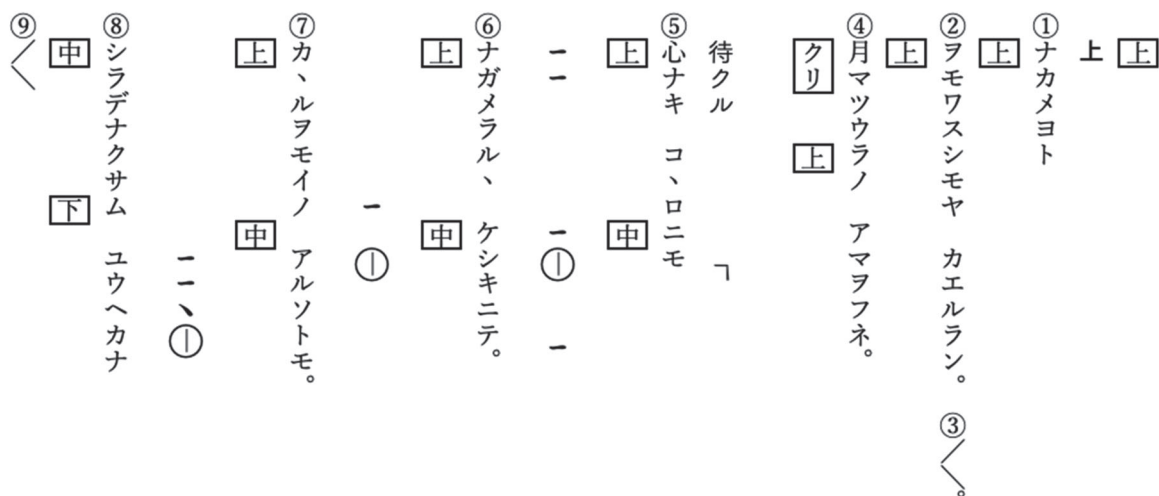 上
上
①ナカメヨト
上
②ヲモワスシモヤ カエルラン。 ③〱。
上
④月マツウラノ アマヲフネ。
クリ 上
待クル ㄱ
⑤心ナキ コヽロニモ
上 中
ーー ー⦶ ー
⑥ナガメラルヽ ケシキニテ。
上 中
ー⦶
⑦カヽルヲモイノ アルソトモ。
上 中
ーーヽ⦶
⑧シラデナクサム ユウヘカナ
中 下
⑨〱